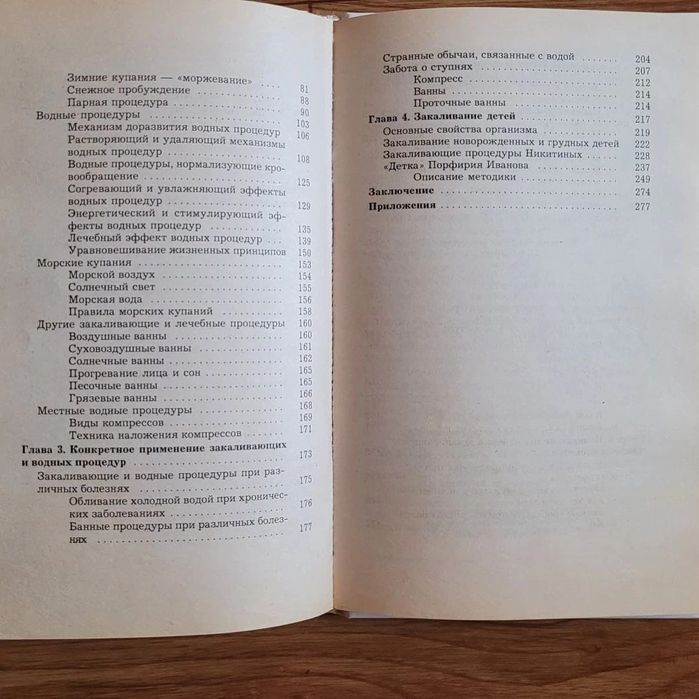 Зимние купания — «моржевание» .... 81
Снежное пробуждение ............... 88
Парная процедура .................. 90
Водные процедуры .................. 103
Механизм доразвития водных процедур 106
Растворяющий и удаляющий механизмы
водных процедур ................... 108
Водные процедуры, нормализующие кро-
вообращение ....................... 125
Согревающий и увлажняющий эффекты
водных процедур ................... 129
Энергетический и стимулирующий эф-
фекты водных процедур ............. 135
Лечебный эффект водных процедур ... 139
Уравновешивание жизненных принципов 150
Морские купания ................... 153
Морской воздух .................... 154
Солнечный свет .................... 155
Морская вода ...................... 156
Правила морских купаний ........... 158
Другие закаливающие и лечебные процедуры 160
Воздушные ванны ................... 160
Суховоздушные ванны ............... 161
Солнечные ванны ................... 162
Прогревание лица и сон ............ 165
Песочные ванны .................... 165
Грязевые ванны .................... 166
Местные водные процедуры .......... 168
Виды компрессов ................... 169
Техника наложения компрессов ...... 171
Глава 3. Конкретное применение закаливающих
и водных процедур ................. 173
Закаливающие и водные процедуры при раз-
личных болезнях ................... 175
Обливание холодной водой при хроничес-
ких заболеваниях .................. 176
Банные процедуры при различных болез-
нях ............................... 177
Странные обычаи, связанные с водой .... 204
Забота о ступнях .................. 207
Компресс .......................... 212
Ванны ............................. 214
Проточные ванны ................... 214
Глава 4. Закаливание детей ........ 217
Основные свойства организма ....... 219
Закаливание новорожденных и грудных детей 222
Закаливающие процедуры Никитиных .. 228
«Детка» Порфирия Иванова .......... 237
Описание методики ................. 249
Заключение ........................ 274
Приложения ........................ 277